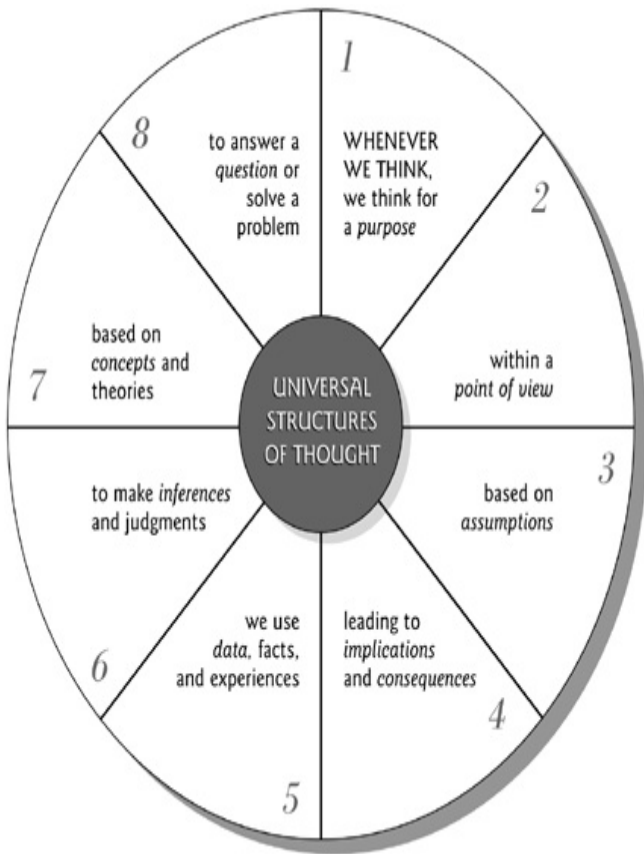 1
WHENEVER
WE THINK,
we think for
a purpose
2
within a
point of view
3
based on
assumptions
4
leading to
implications
and consequences
5
we use
data, facts,
and experiences
6
to make inferences
and judgments
7
based on
concepts and
theories
8
to answer a
question or
solve a
problem
UNIVERSAL
STRUCTURES
OF THOUGHT